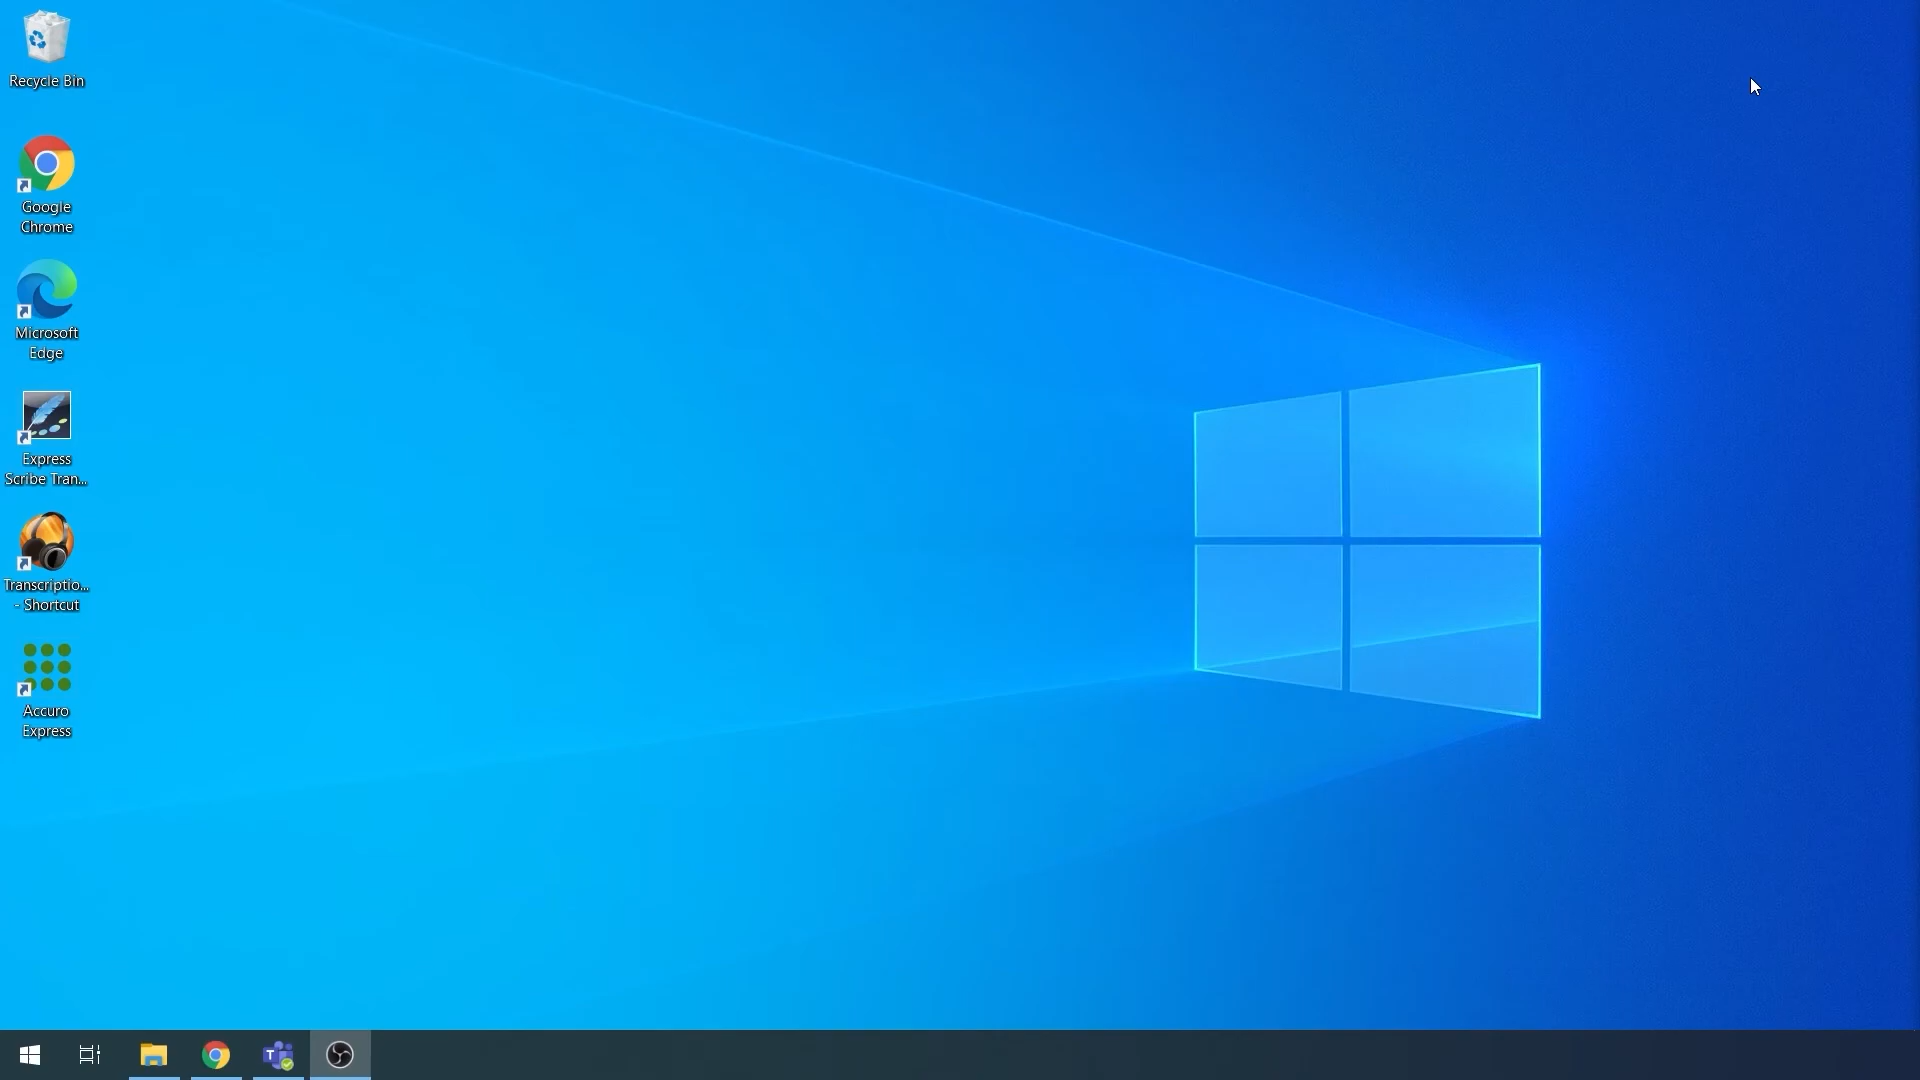 Recycle Bin
Google
Chrome
Microsoft
Edge
Express
Scribe Tran...
Transcriptio...
- Shortcut
Accuro
Express
T